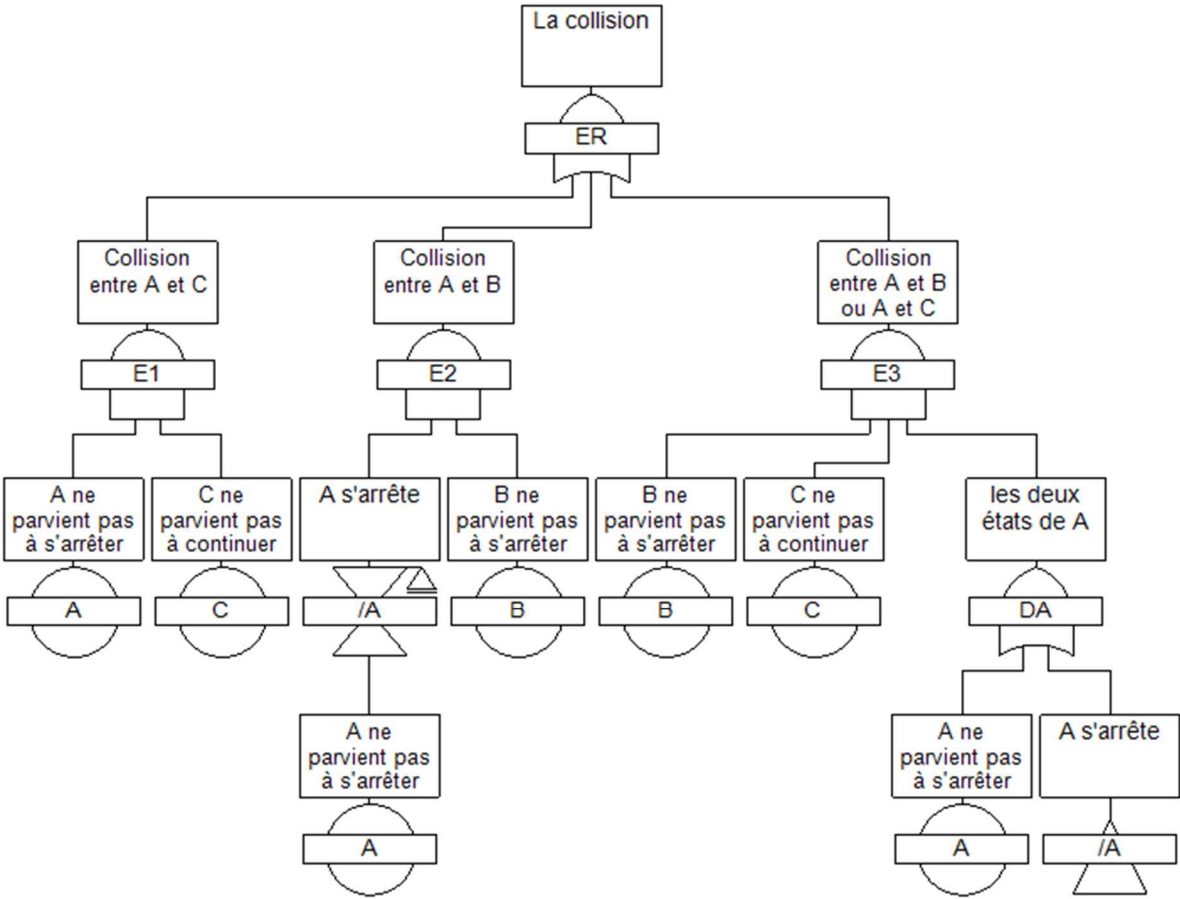 La collision
ER
Collision
entre A et C
Collision
entre A et B
Collision
entre A et B
ou A et C
E1
E2
E3
A ne
parvient pas
à s'arrêter
C ne
parvient pas
à continuer
A s'arrête
B ne
parvient pas
à s'arrêter
B ne
parvient pas
à s'arrêter
C ne
parvient pas
à continuer
les deux
états de A
A
C
/A
B
B
C
DA
A ne
parvient pas
à s'arrêter
A ne
parvient pas
à s'arrêter
A s'arrête
A
A
/A